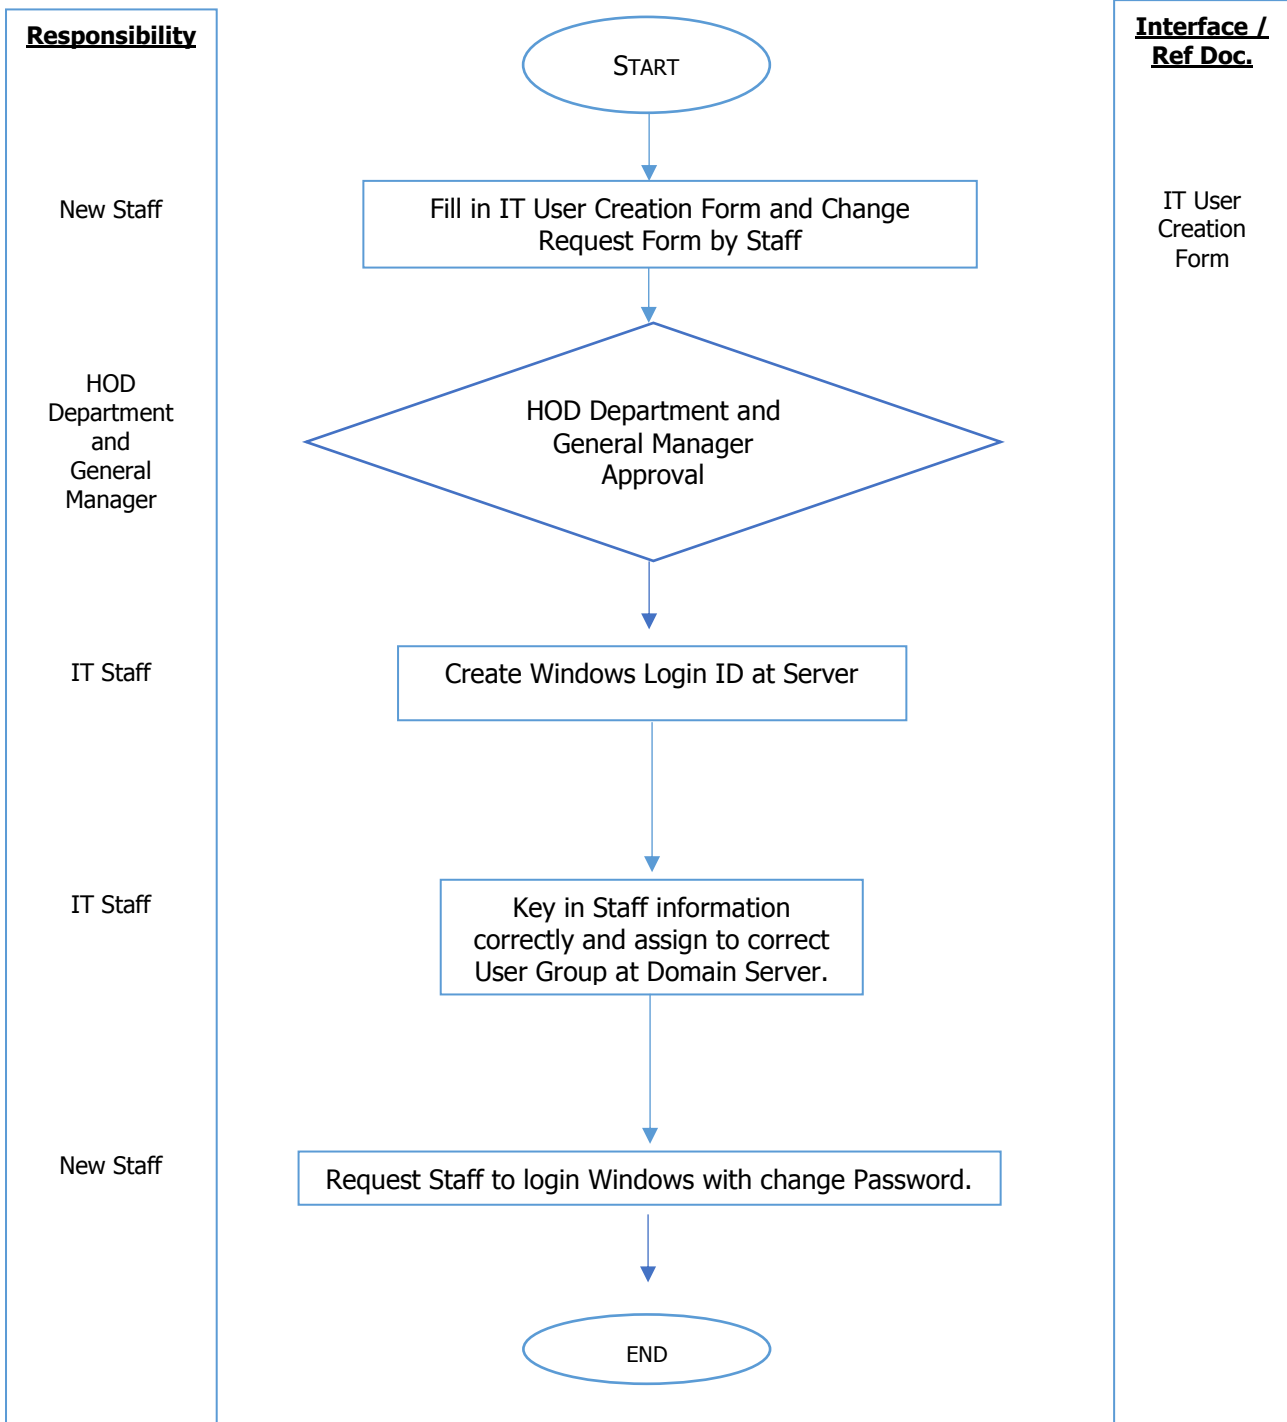 Responsibility
Interface /
Ref Doc.
START
New Staff
Fill in IT User Creation Form and Change
Request Form by Staff
IT User
Creation
Form
HOD
Department
and
General
Manager
HOD Department and
General Manager
Approval
IT Staff
Create Windows Login ID at Server
IT Staff
Key in Staff information
correctly and assign to correct
User Group at Domain Server.
New Staff
Request Staff to login Windows with change Password.
END